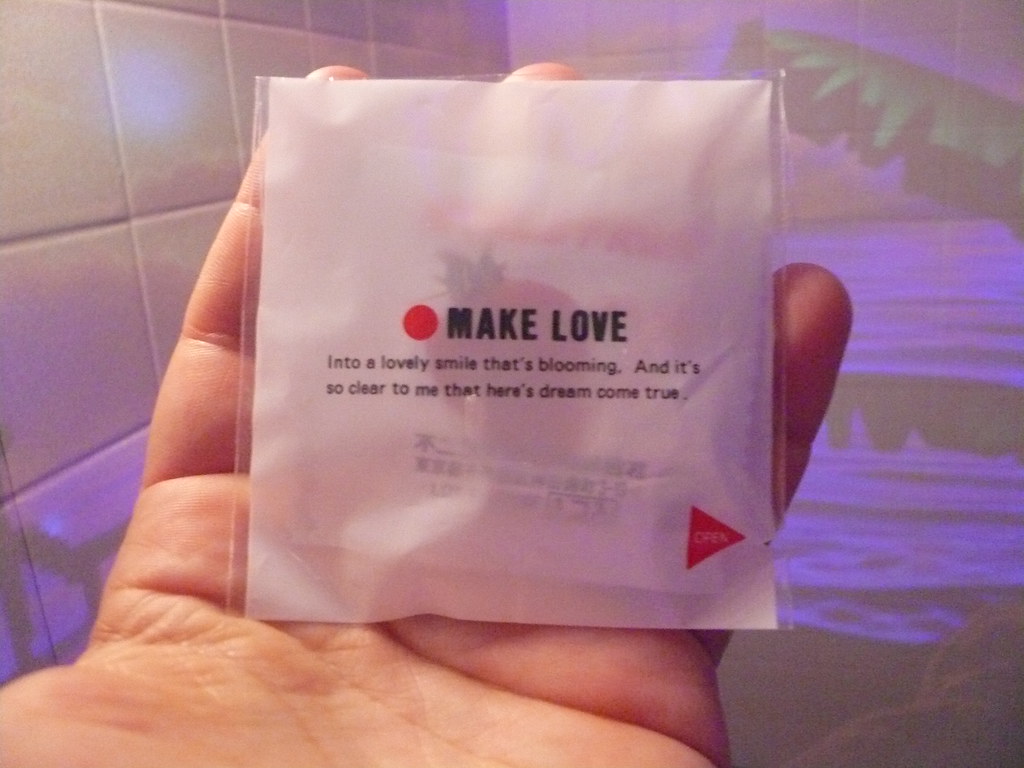 MAKE LOVE
Into a lovely smile that's blooming. And it's
so clear to me that here's dream come true.
OPEN